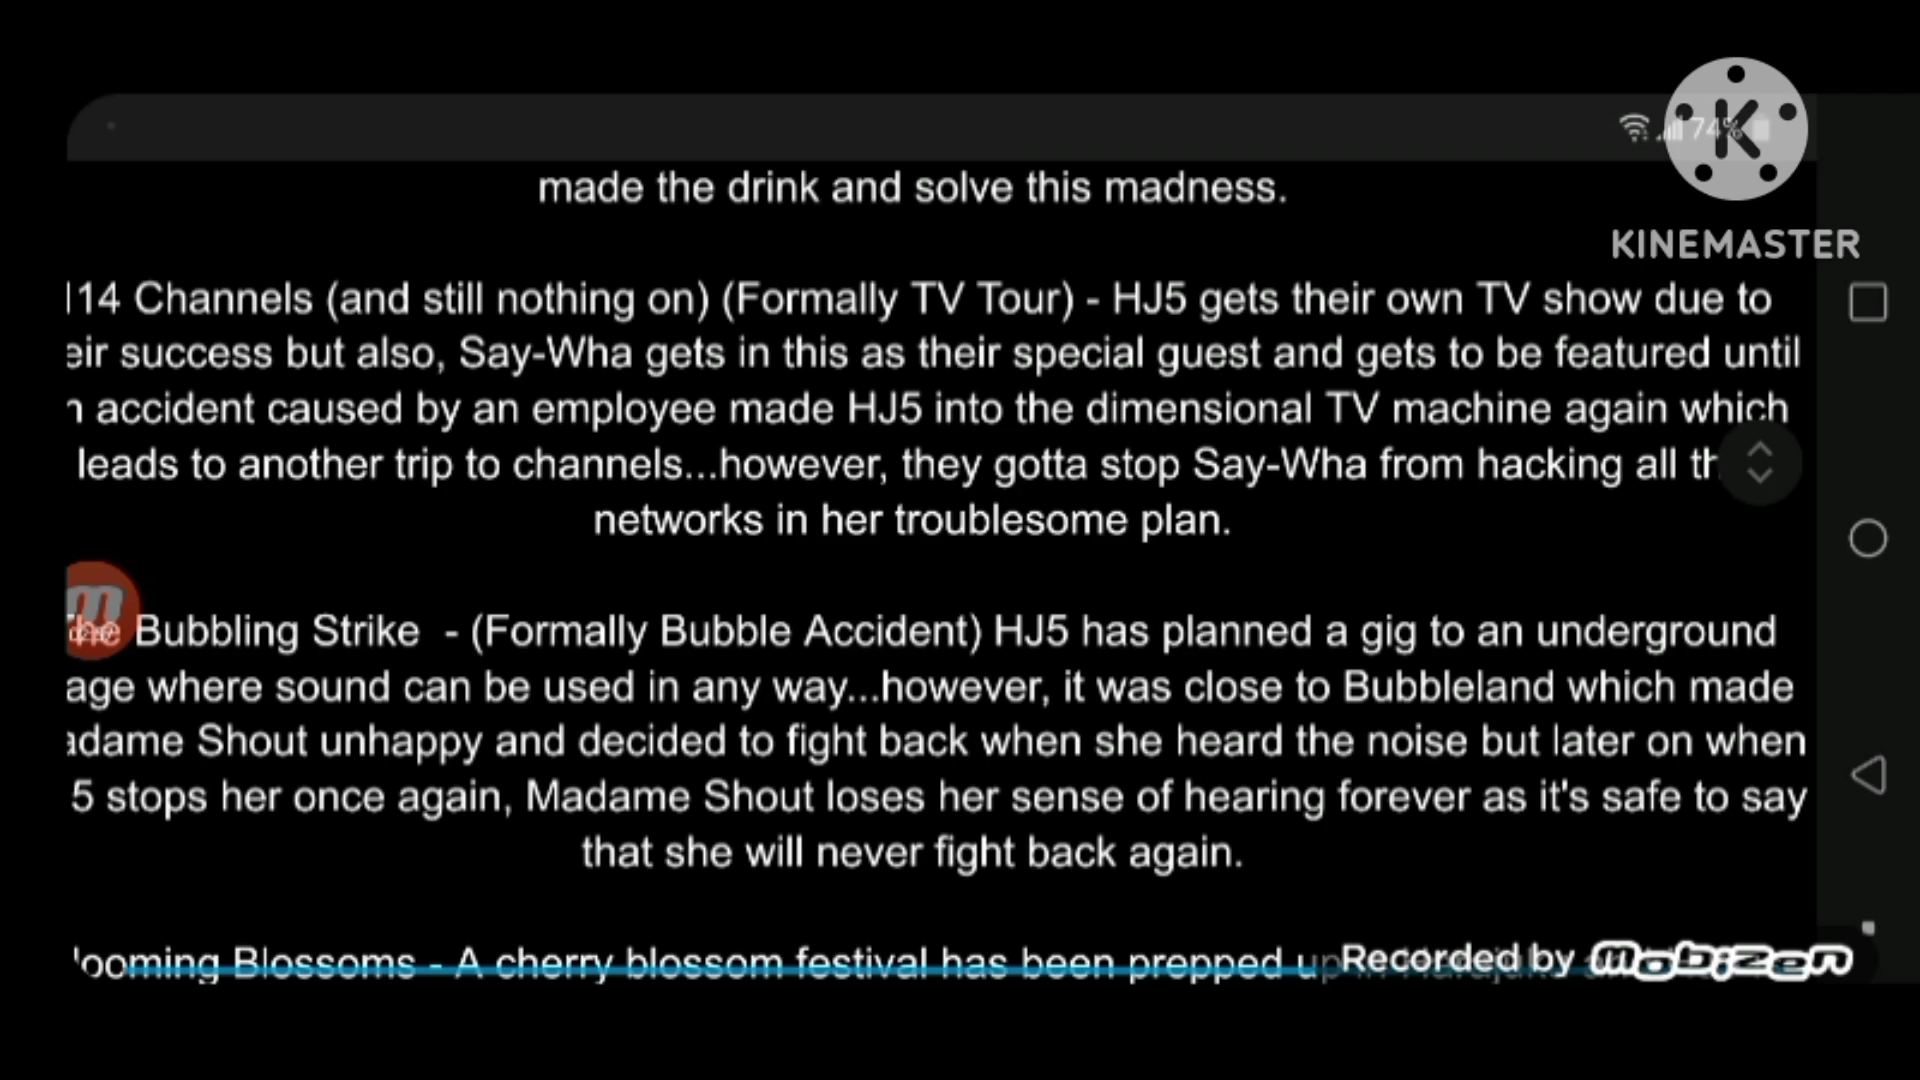 74%
KINEMASTER
made the drink and solve this madness.
114 Channels (and still nothing on) (Formally TV Tour) - HJ5 gets their own TV show due to
eir success but also, Say-Wha gets in this as their special guest and gets to be featured until
n accident caused by an employee made HJ5 into the dimensional TV machine again which
leads to another trip to channels...however, they gotta stop Say-Wha from hacking all th
networks in her troublesome plan.
The Bubbling Strike - (Formally Bubble Accident) HJ5 has planned a gig to an underground
age where sound can be used in any way...however, it was close to Bubbleland which made
adame Shout unhappy and decided to fight back when she heard the noise but later on when
5 stops her once again, Madame Shout loses her sense of hearing forever as it's safe to say
that she will never fight back again.
looming Blossoms - A cherry blossom festival has been prepped up
Recorded by Mobizen